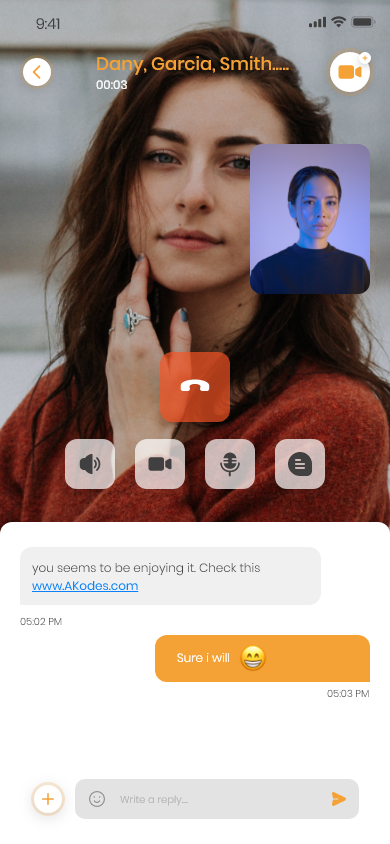 9:41
Dany, Garcia, Smith.....
00:03
you seems to be enjoying it. Check this
www.AKodes.com
05:02 PM
Sure i will 😁
05:03 PM
Write a reply...